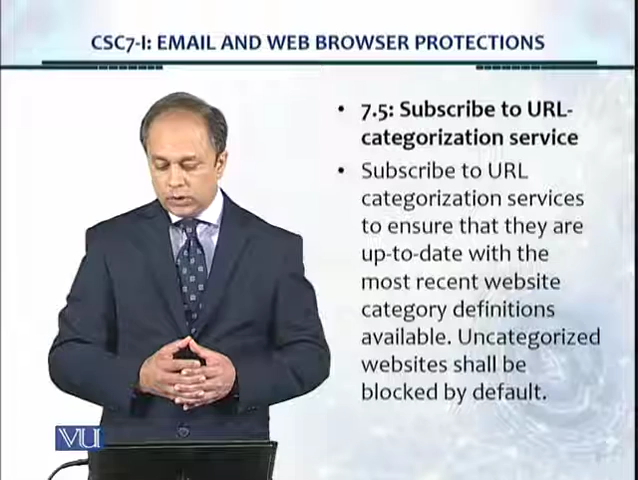 CSC7-I: EMAIL AND WEB BROWSER PROTECTIONS
• 7.5: Subscribe to URL-
categorization service
• Subscribe to URL
categorization services
to ensure that they are
up-to-date with the
most recent website
category definitions
available. Uncategorized
websites shall be
blocked by default.
VU